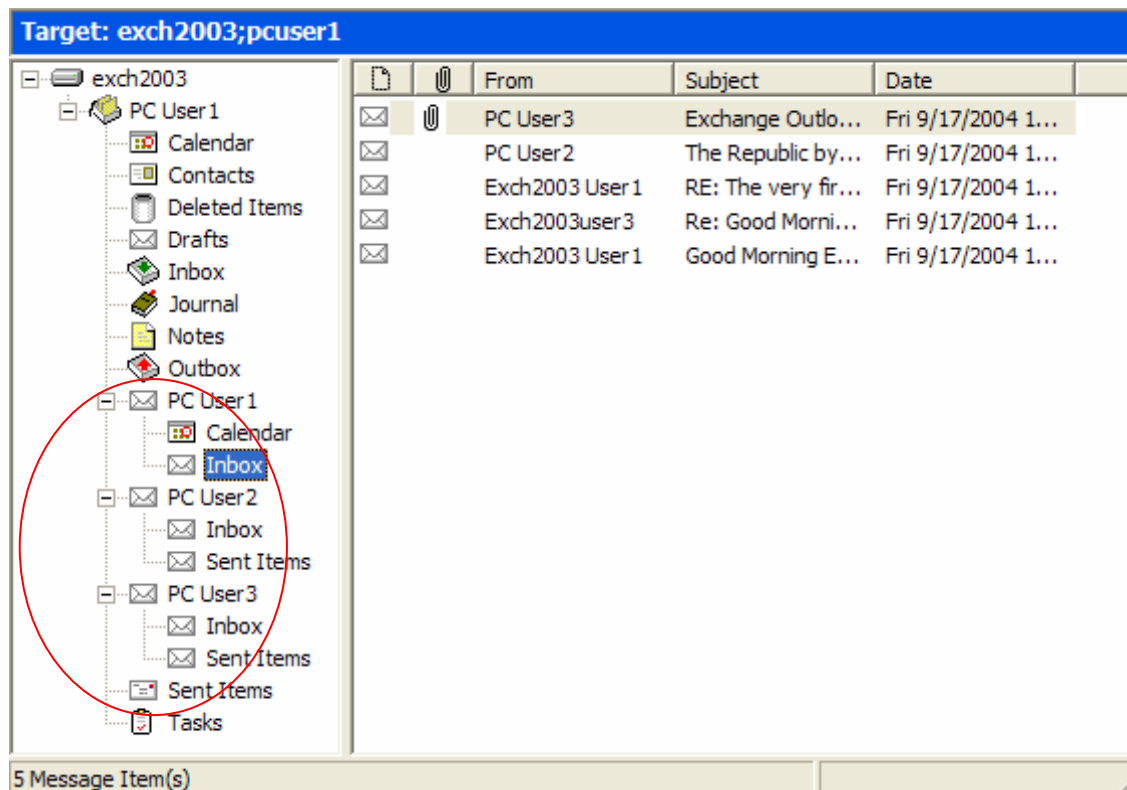 Target: exch2003;pcuser1
exch2003
PC User1
Calendar
Contacts
Deleted Items
Drafts
Inbox
Journal
Notes
Outbox
PC User1
Calendar
Inbox
PC User2
Inbox
Sent Items
PC User3
Inbox
Sent Items
Sent Items
Tasks
From Subject Date
PC User3 Exchange Outlo... Fri 9/17/2004 1...
PC User2 The Republic by... Fri 9/17/2004 1...
Exch2003 User1 RE: The very fir... Fri 9/17/2004 1...
Exch2003user3 Re: Good Morni... Fri 9/17/2004 1...
Exch2003 User1 Good Morning E... Fri 9/17/2004 1...
5 Message Item(s)